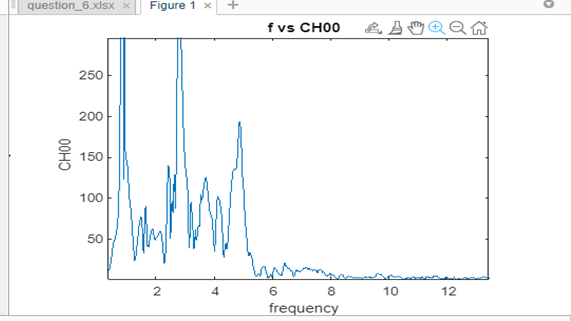 question_6.xlsx × Figure 1 × +
f vs CH00
CH00
250
200
150
100
50
2 4 6 8 10 12
frequency